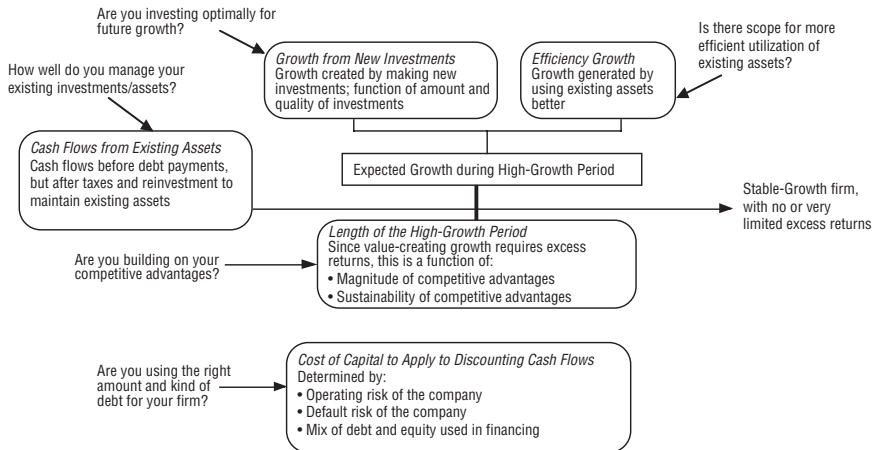 Are you investing optimally for
future growth?
Is there scope for more
efficient utilization of
existing assets?
Growth from New Investments
Growth created by making new
investments; function of amount and
quality of investments
Efficiency Growth
Growth generated by
using existing assets
better
How well do you manage your
existing investments/assets?
Cash Flows from Existing Assets
Cash flows before debt payments,
but after taxes and reinvestment to
maintain existing assets
Expected Growth during High-Growth Period
Stable-Growth firm,
with no or very
limited excess returns
Length of the High-Growth Period
Since value-creating growth requires excess
returns, this is a function of:
• Magnitude of competitive advantages
• Sustainability of competitive advantages
Are you building on your
competitive advantages?
Cost of Capital to Apply to Discounting Cash Flows
Determined by:
• Operating risk of the company
• Default risk of the company
• Mix of debt and equity used in financing
Are you using the right
amount and kind of
debt for your firm?